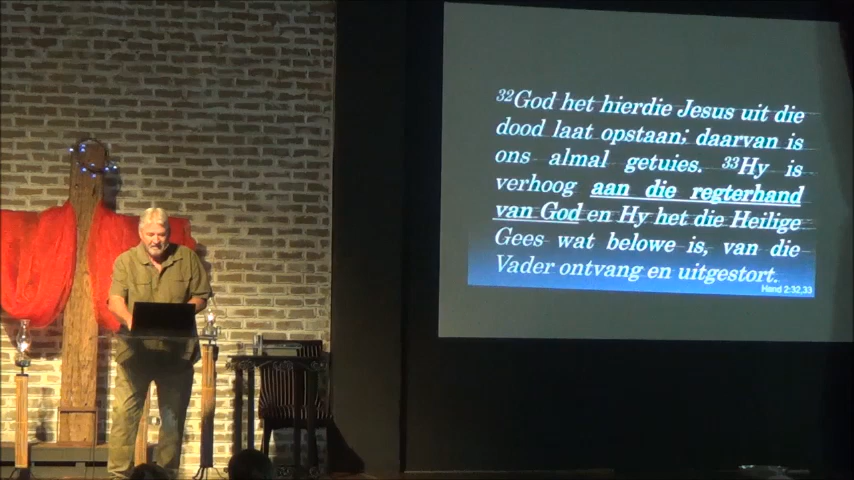 ³²God het hierdie Jesus uit die
dood laat opstaan; daarvan is
ons almal getuies. ³³Hy is
verhoog aan die regterhand
van God en Hy het die Heilige
Gees wat belowe is, van die
Vader ontvang en uitgestort.
Hand 2:32,33